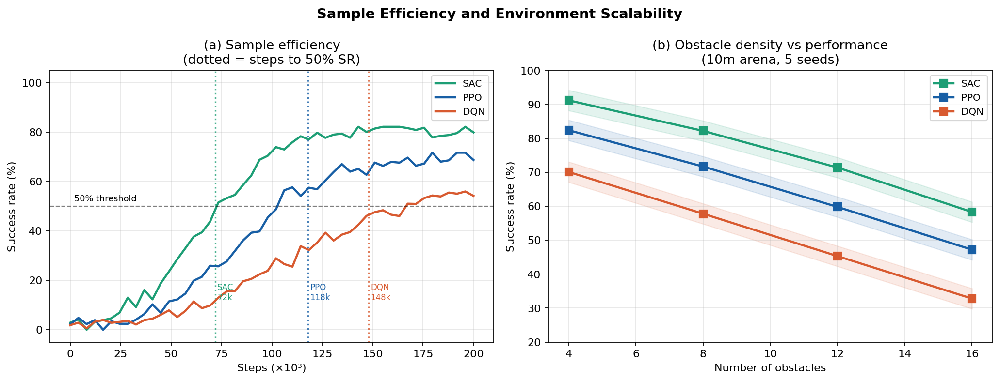 Sample Efficiency and Environment Scalability
(a) Sample efficiency
(dotted = steps to 50% SR)
Success rate (%)
100
80
60
40
20
0
50% threshold
SAC
PPO
DQN
SAC
72k
PPO
118k
DQN
148k
0 25 50 75 100 125 150 175 200
Steps (×10³)
(b) Obstacle density vs performance
(10m arena, 5 seeds)
Success rate (%)
100
90
80
70
60
50
40
30
20
SAC
PPO
DQN
4 6 8 10 12 14 16
Number of obstacles